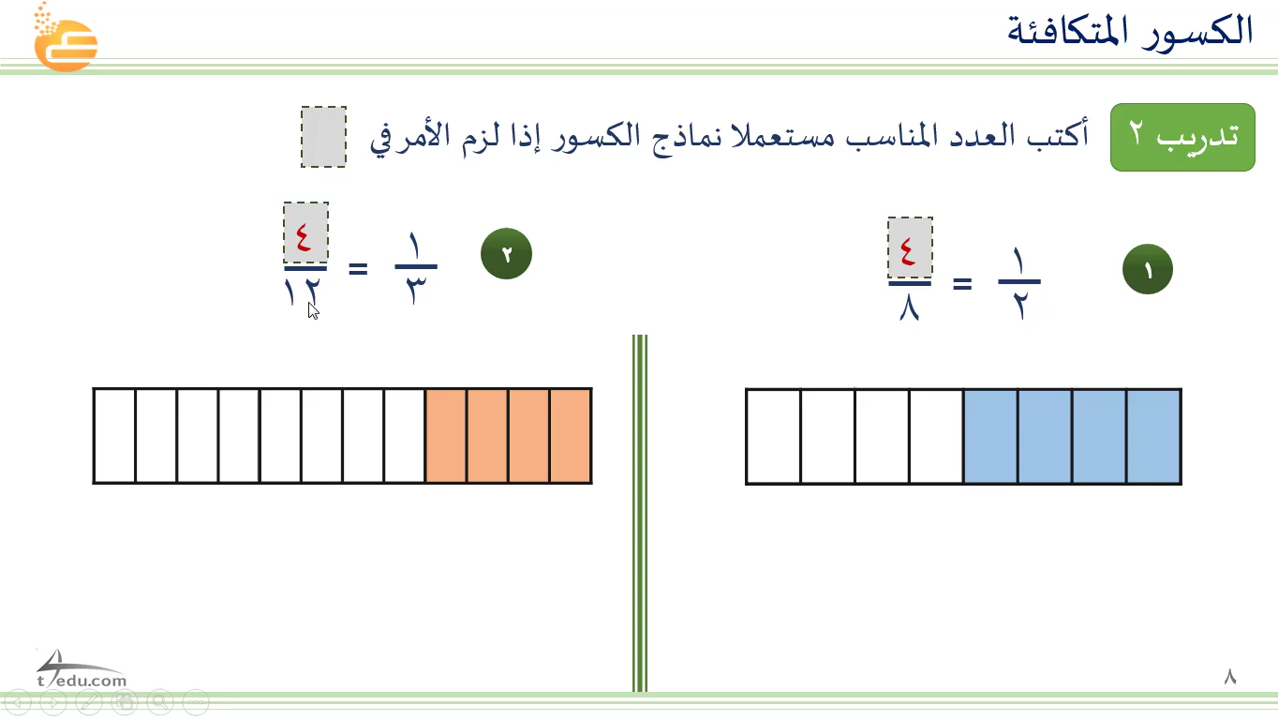 الكسور المتكافئة
تدريب ٢
أكتب العدد المناسب مستعملا نماذج الكسور إذا لزم الأمر في
١
١/٢ = ٤/٨
٢
١/٣ = ٤/١٢
t4edu.com
٨